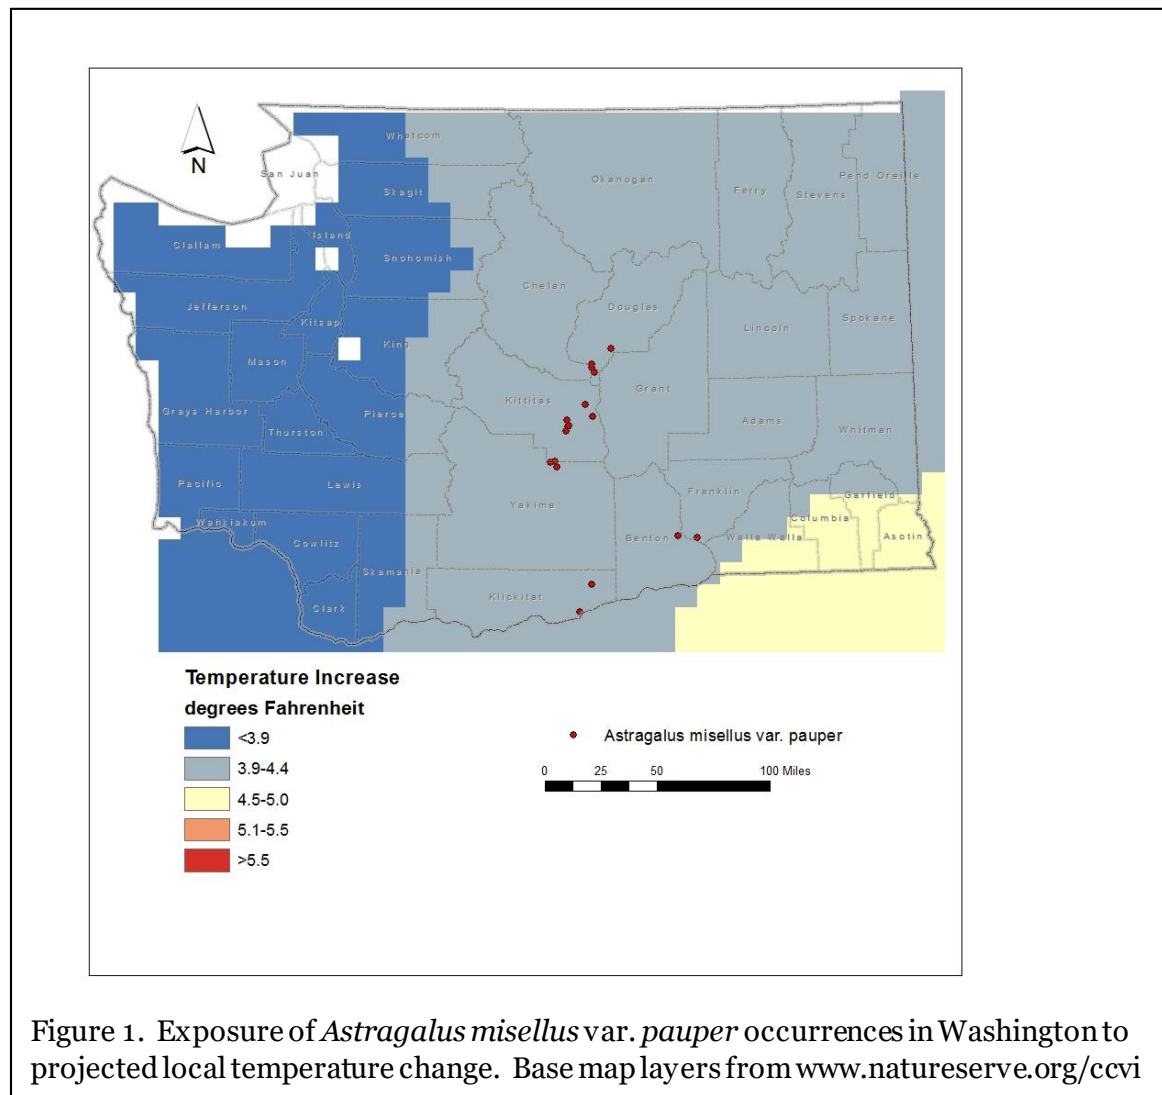 N
Whatcom
San Juan
Okanogan
Pend Oreille
Skagit
Ferry
Stevens
Island
Clallam
Snohomish
Chelan
Jefferson
Douglas
Spokane
Kitsap
Lincoln
King
Mason
Grant
Kittitas
Grays Harbor
Pierce
Adams
Whitman
Thurston
Pacific
Lewis
Franklin
Garfield
Yakima
Columbia
Wahkiakum
Cowlitz
Benton
Walla Walla
Asotin
Skamania
Klickitat
Clark
Temperature Increase
degrees Fahrenheit
<3.9
3.9-4.4
4.5-5.0
5.1-5.5
>5.5
Astragalus misellus var. pauper
0 25 50 100 Miles
Figure 1. Exposure of Astragalus misellus var. pauper occurrences in Washington to
projected local temperature change. Base map layers from www.natureserve.org/ccvi